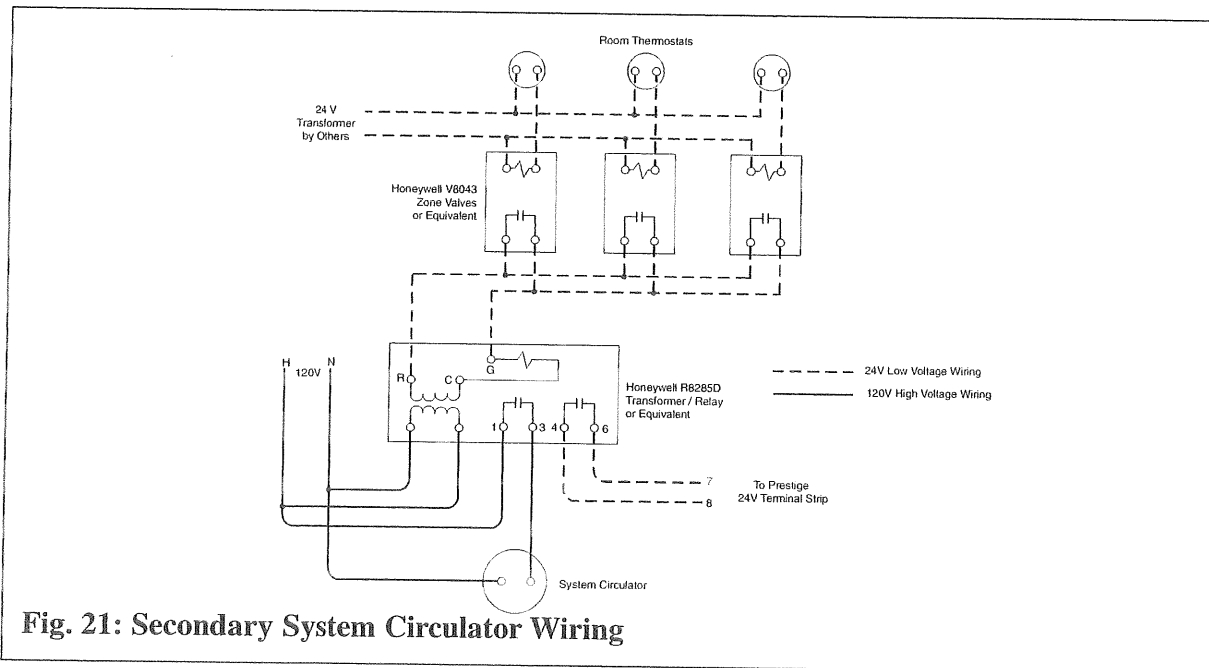 Room Thermostats
24 V
Transformer
by Others
Honeywell V8043
Zone Valves
or Equivalent
H
N
120V
R
C
G
Honeywell R8285D
Transformer / Relay
or Equivalent
1
3
4
6
24V Low Voltage Wiring
120V High Voltage Wiring
7
8
To Prestige
24V Terminal Strip
System Circulator
Fig. 21: Secondary System Circulator Wiring